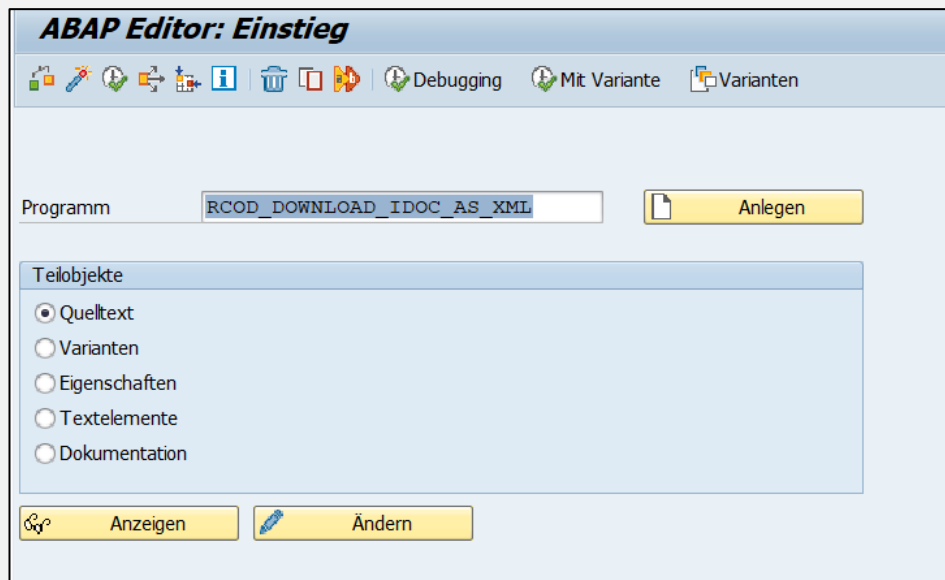 ABAP Editor: Einstieg
Debugging Mit Variante Varianten
Programm RCOD_DOWNLOAD_IDOC_AS_XML Anlegen
Teilobjekte
Quelltext
Varianten
Eigenschaften
Textelemente
Dokumentation
Anzeigen Ändern